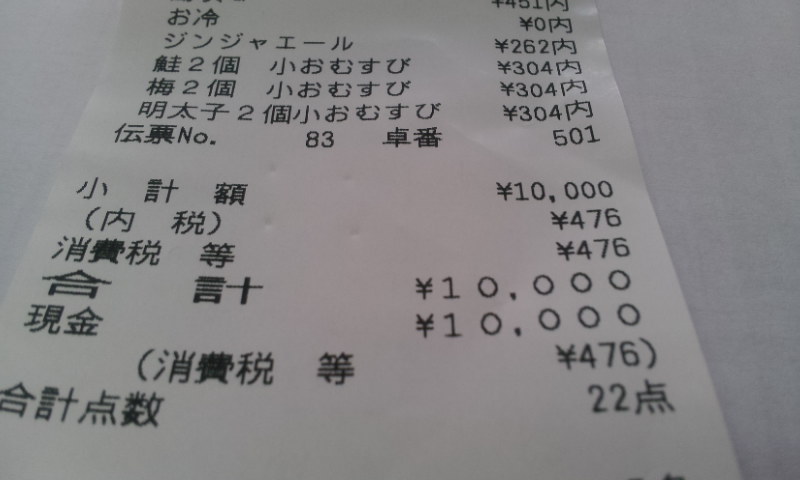 ¥451内
お冷 ¥0内
ジンジャエール ¥262内
鮭2個 小おむすび ¥304内
梅2個 小おむすび ¥304内
明太子2個小おむすび ¥304内
伝票No. 83 卓番 501
小計額 ¥10,000
(内 税) ¥476
消費税 等 ¥476
合 計 ¥10,000
現金 ¥10,000
(消費税 等 ¥476)
合計点数 22点